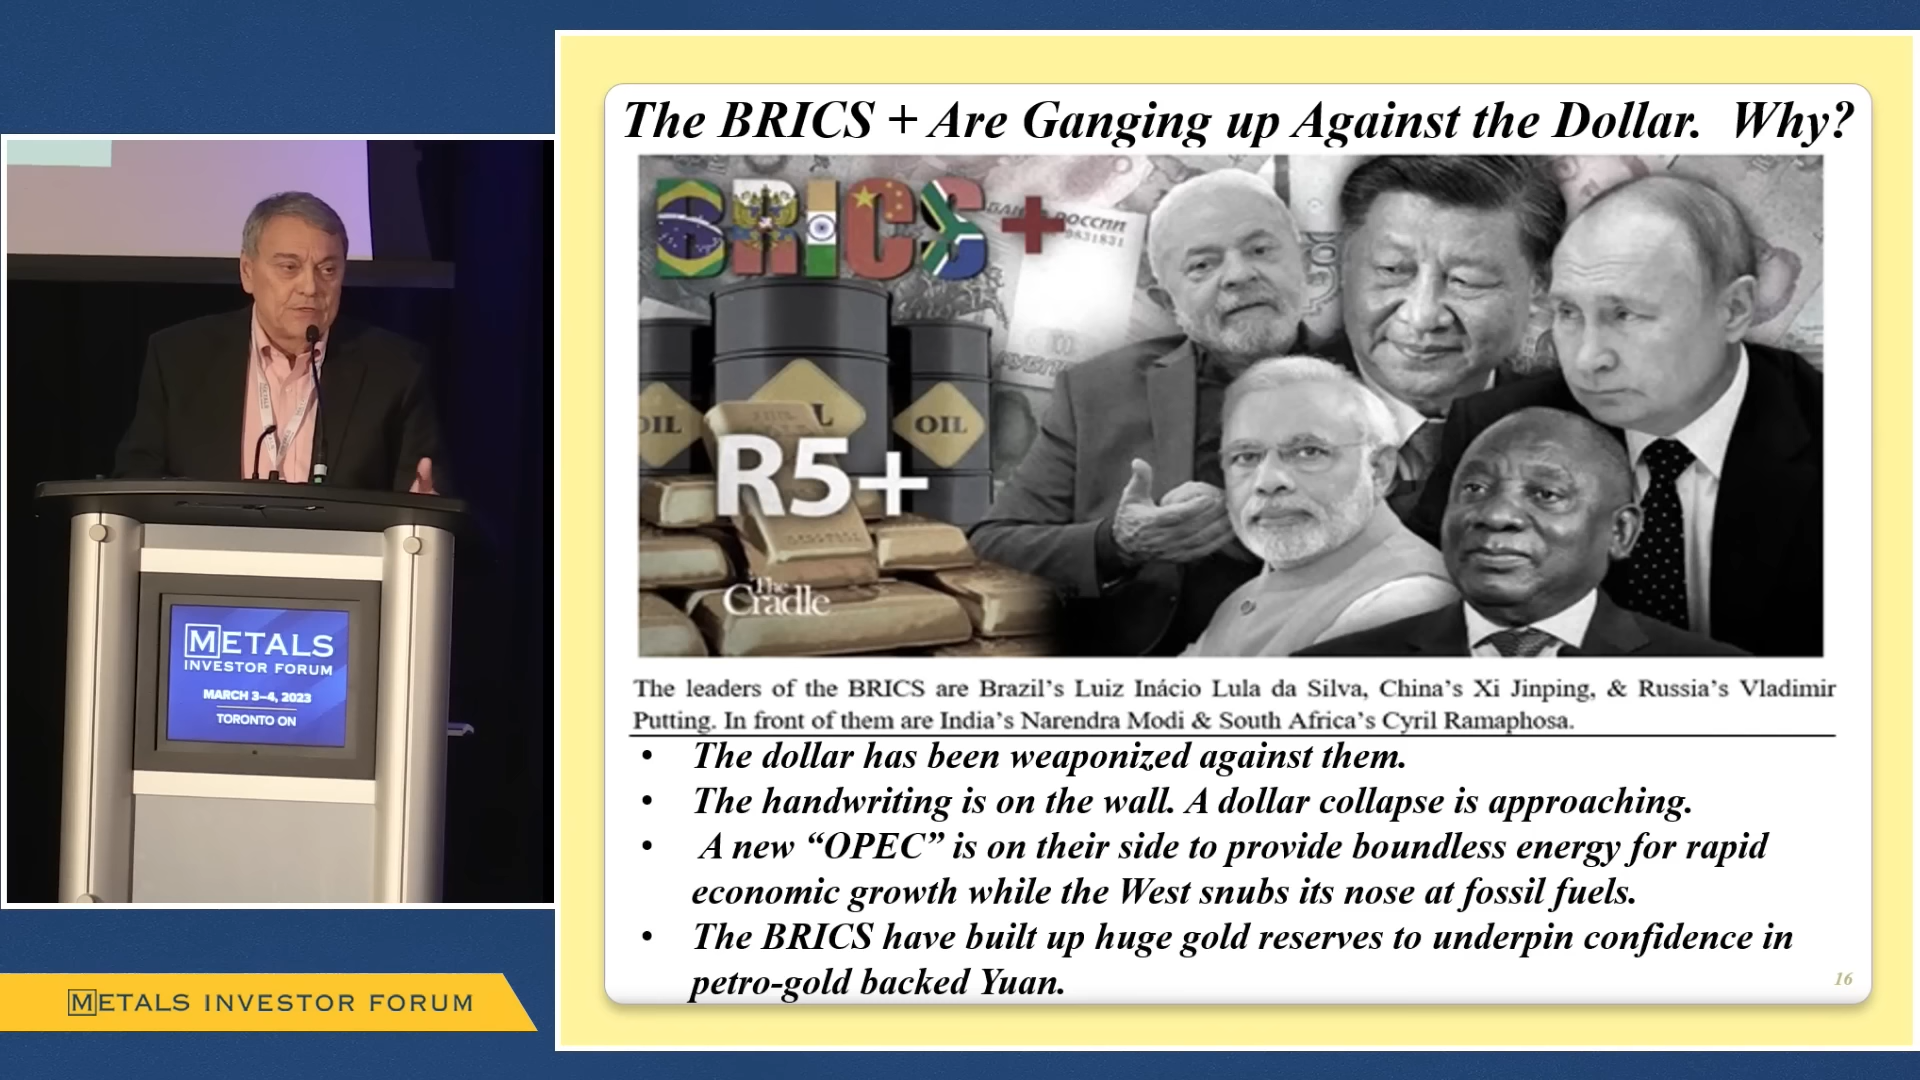 The BRICS + Are Ganging up Against the Dollar. Why?
BRICS+
РОССИИ
9831831
OIL
OIL
R5+
The
Cradle
The leaders of the BRICS are Brazil's Luiz Inácio Lula da Silva, China's Xi Jinping, & Russia's Vladimir
Putting. In front of them are India's Narendra Modi & South Africa's Cyril Ramaphosa.
• The dollar has been weaponized against them.
• The handwriting is on the wall. A dollar collapse is approaching.
• A new “OPEC” is on their side to provide boundless energy for rapid
economic growth while the West snubs its nose at fossil fuels.
• The BRICS have built up huge gold reserves to underpin confidence in
petro-gold backed Yuan.
16
METALS
INVESTOR FORUM
MARCH 3–4, 2023
TORONTO ON
METALS INVESTOR FORUM